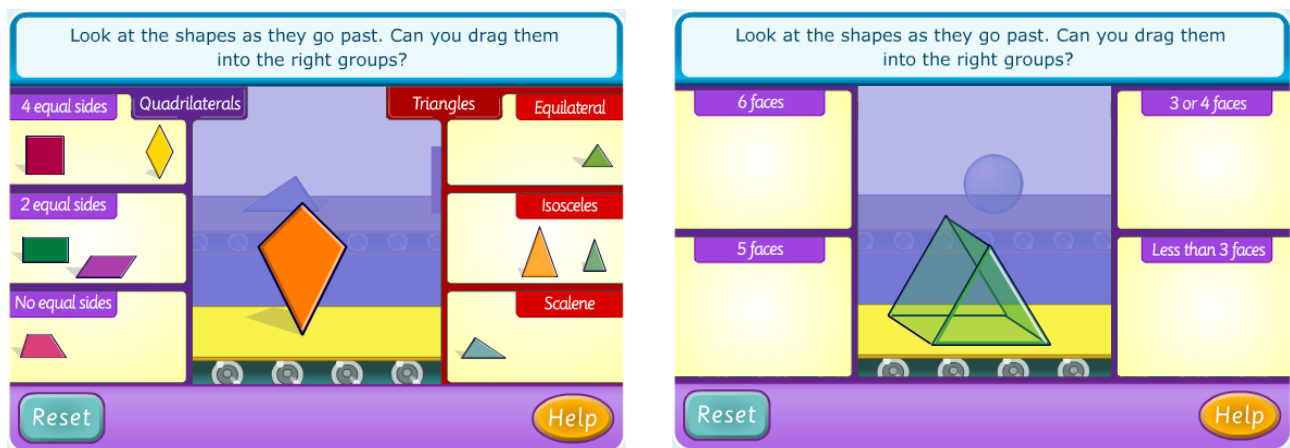 Look at the shapes as they go past. Can you drag them
into the right groups?
4 equal sides
Quadrilaterals
Triangles
Equilateral
2 equal sides
Isosceles
No equal sides
Scalene
Reset
Help
Look at the shapes as they go past. Can you drag them
into the right groups?
6 faces
3 or 4 faces
5 faces
Less than 3 faces
Reset
Help